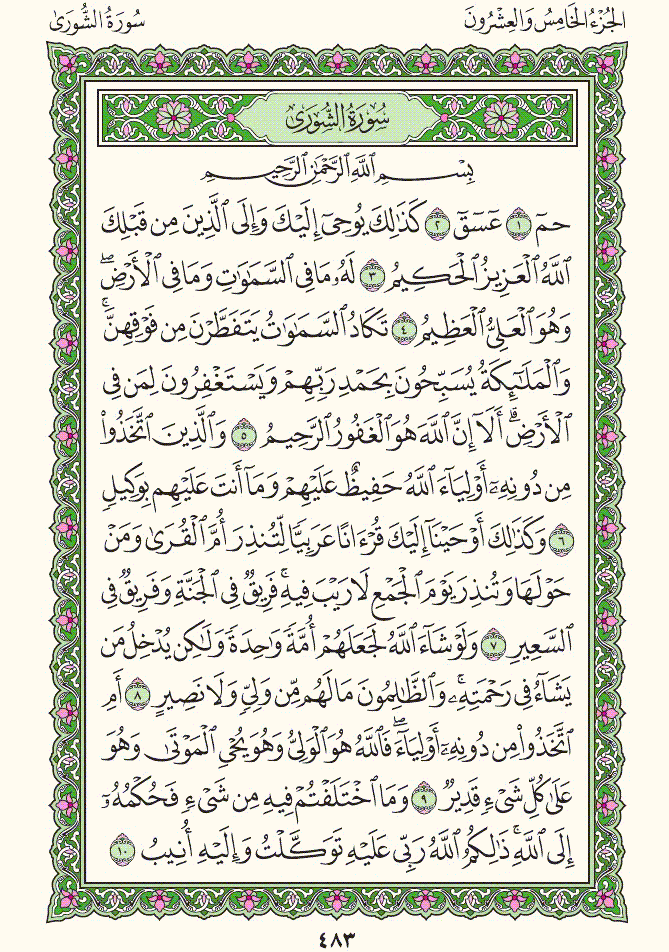 الجُزْءُ الخَامِسُ وَالعِشْرُونَ
سُورَةُ الشُّورَىٰ
سُورَةُ الشُّورَىٰ
بِسْمِ اللَّهِ الرَّحْمَٰنِ الرَّحِيمِ
حمٓ ١ عٓسٓقٓ ٢ كَذَٰلِكَ يُوحِىٓ إِلَيْكَ وَإِلَى ٱلَّذِينَ مِن قَبْلِكَ
ٱللَّهُ ٱلْعَزِيزُ ٱلْحَكِيمُ ٣ لَهُۥ مَا فِى ٱلسَّمَٰوَٰتِ وَمَا فِى ٱلْأَرْضِۖ
وَهُوَ ٱلْعَلِىُّ ٱلْعَظِيمُ ٤ تَكَادُ ٱلسَّمَٰوَٰتُ يَتَفَطَّرْنَ مِن فَوْقِهِنَّۚ
وَٱلْمَلَٰٓئِكَةُ يُسَبِّحُونَ بِحَمْدِ رَبِّهِمْ وَيَسْتَغْفِرُونَ لِمَن فِى
ٱلْأَرْضِۗ أَلَآ إِنَّ ٱللَّهَ هُوَ ٱلْغَفُورُ ٱلرَّحِيمُ ٥ وَٱلَّذِينَ ٱتَّخَذُوا۟
مِن دُونِهِۦٓ أَوْلِيَآءَ ٱللَّهُ حَفِيظٌ عَلَيْهِمْ وَمَآ أَنتَ عَلَيْهِم بِوَكِيلٍ
٦ وَكَذَٰلِكَ أَوْحَيْنَآ إِلَيْكَ قُرْءَانًا عَرَبِيًّا لِّتُنذِرَ أُمَّ ٱلْقُرَىٰ وَمَنْ
حَوْلَهَا وَتُنذِرَ يَوْمَ ٱلْجَمْعِ لَا رَيْبَ فِيهِۚ فَرِيقٌ فِى ٱلْجَنَّةِ وَفَرِيقٌ فِى
ٱلسَّعِيرِ ٧ وَلَوْ شَآءَ ٱللَّهُ لَجَعَلَهُمْ أُمَّةً وَٰحِدَةً وَلَٰكِن يُدْخِلُ مَن
يَشَآءُ فِى رَحْمَتِهِۦۚ وَٱلظَّٰلِمُونَ مَا لَهُم مِّن وَلِىٍّ وَلَا نَصِيرٍ ٨ أَمِ
ٱتَّخَذُوا۟ مِن دُونِهِۦٓ أَوْلِيَآءَۖ فَٱللَّهُ هُوَ ٱلْوَلِىُّ وَهُوَ يُحْىِ ٱلْمَوْتَىٰ وَهُوَ
عَلَىٰ كُلِّ شَىْءٍ قَدِيرٌ ٩ وَمَا ٱخْتَلَفْتُمْ فِيهِ مِن شَىْءٍ فَحُكْمُهُۥٓ
إِلَى ٱللَّهِۚ ذَٰلِكُمُ ٱللَّهُ رَبِّى عَلَيْهِ تَوَكَّلْتُ وَإِلَيْهِ أُنِيبُ ١٠
٤٨٣